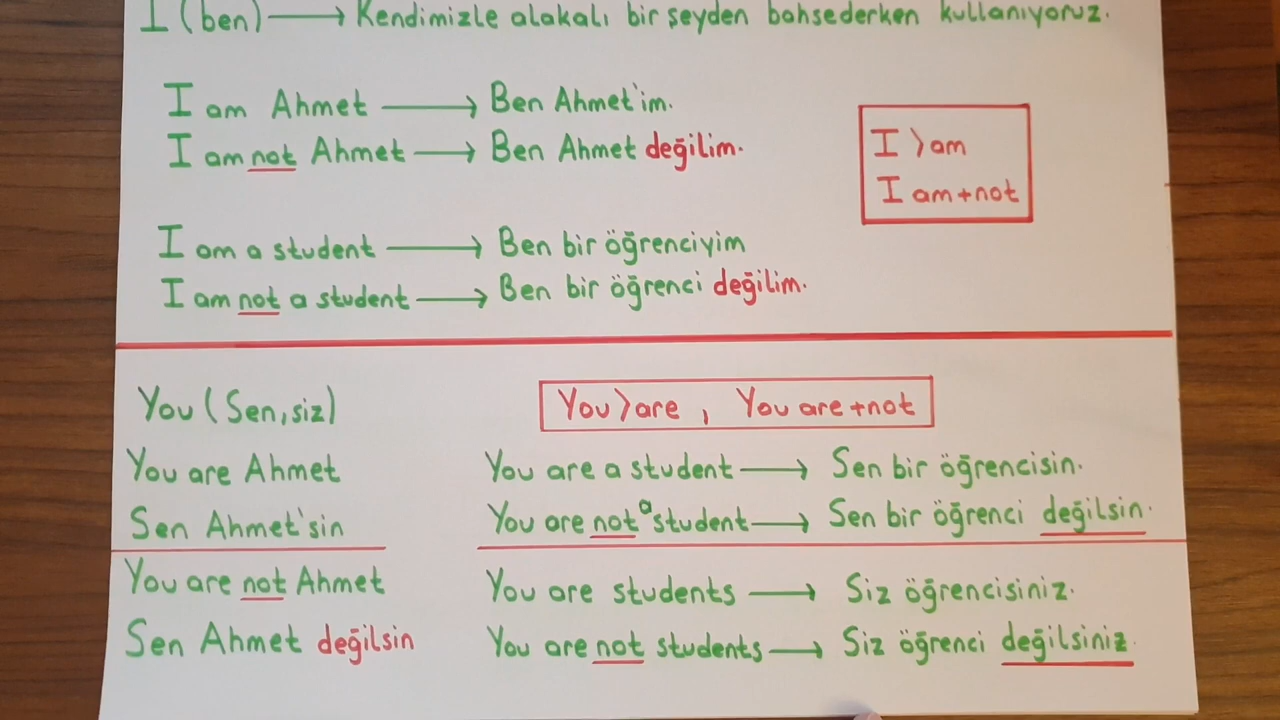 I (ben) → Kendimizle alakalı bir şeyden bahsederken kullanıyoruz.
I am Ahmet → Ben Ahmet'im.
I am not Ahmet → Ben Ahmet değilim.
I > am
I am+not
I am a student → Ben bir öğrenciyim
I am not a student → Ben bir öğrenci değilim.
You (Sen, siz)
You > are , You are+not
You are Ahmet
Sen Ahmet'sin
You are not Ahmet
Sen Ahmet değilsin
You are a student → Sen bir öğrencisin.
You are not a student → Sen bir öğrenci değilsin.
You are students → Siz öğrencisiniz.
You are not students → Siz öğrenci değilsiniz.